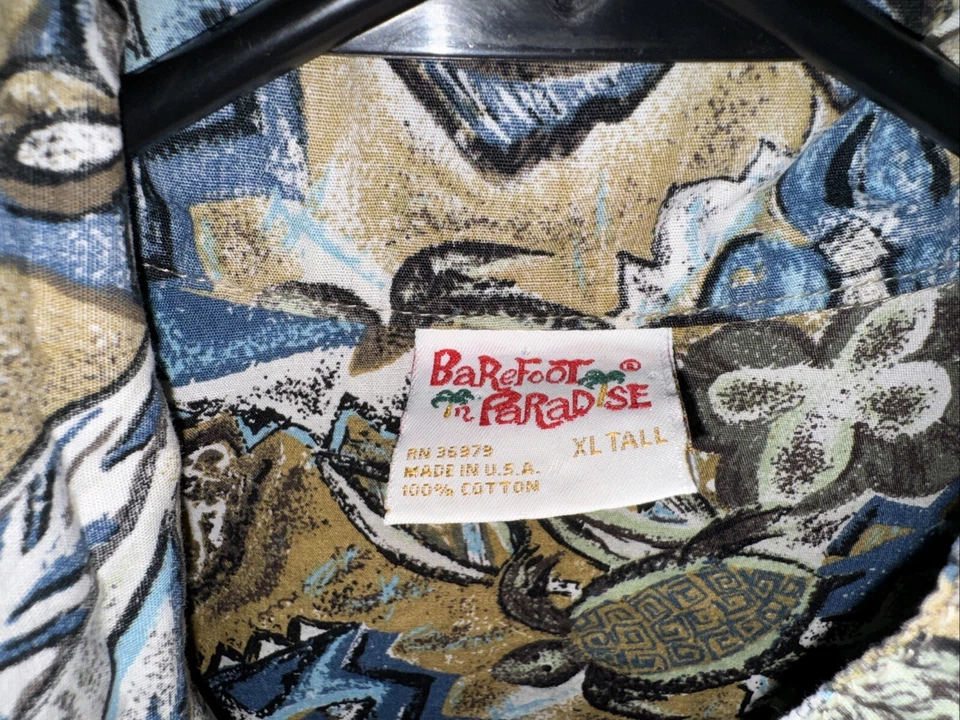 BaReFOOT ®
in PARADISE
XL TALL
RN 36979
MADE IN U.S.A.
100% COTTON